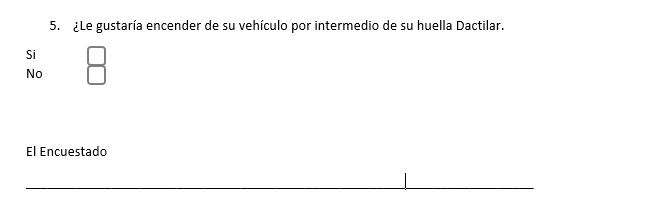 5. ¿Le gustaría encender de su vehículo por intermedio de su huella Dactilar.
Si
No
El Encuestado